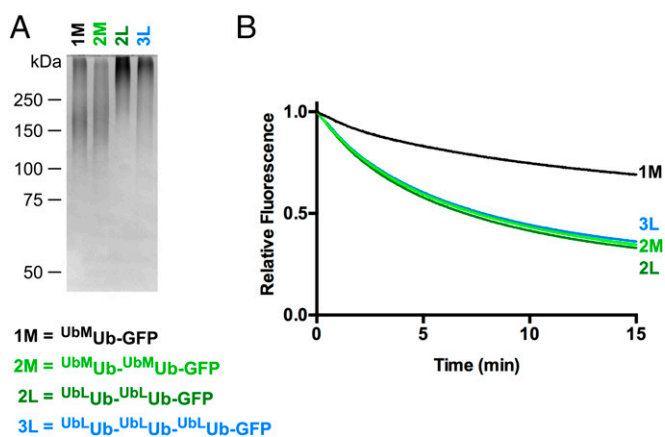 A
1M 2M 2L 3L
kDa
250
150
100
75
50
1M = UbMUb-GFP
2M = UbMUb-UbMUb-GFP
2L = UbLUb-UbLUb-GFP
3L = UbLUb-UbLUb-UbLUb-GFP
B
Relative Fluorescence
1.0
0.5
0.0
1M
3L
2M
2L
0 5 10 15
Time (min)